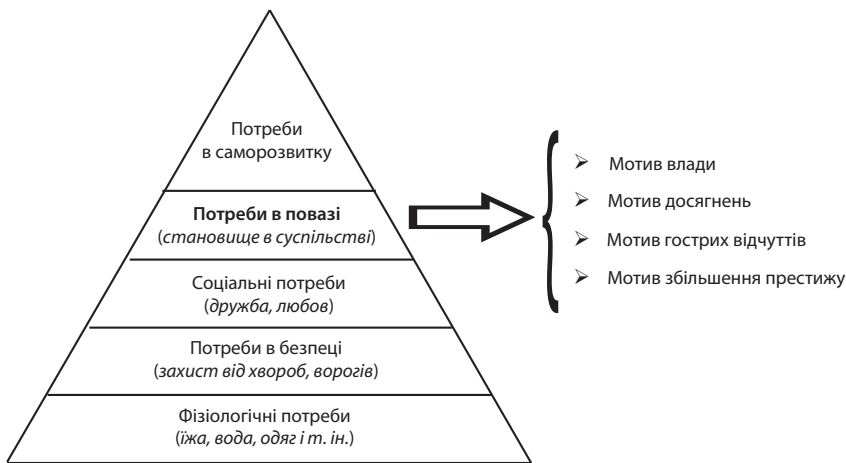 Потреби
в саморозвитку
Потреби в повазі
(становище в суспільстві)
Соціальні потреби
(дружба, любов)
Потреби в безпеці
(захист від хвороб, ворогів)
Фізіологічні потреби
(їжа, вода, одяг і т. ін.)
➢ Мотив влади
➢ Мотив досягнень
➢ Мотив гострих відчуттів
➢ Мотив збільшення престижу